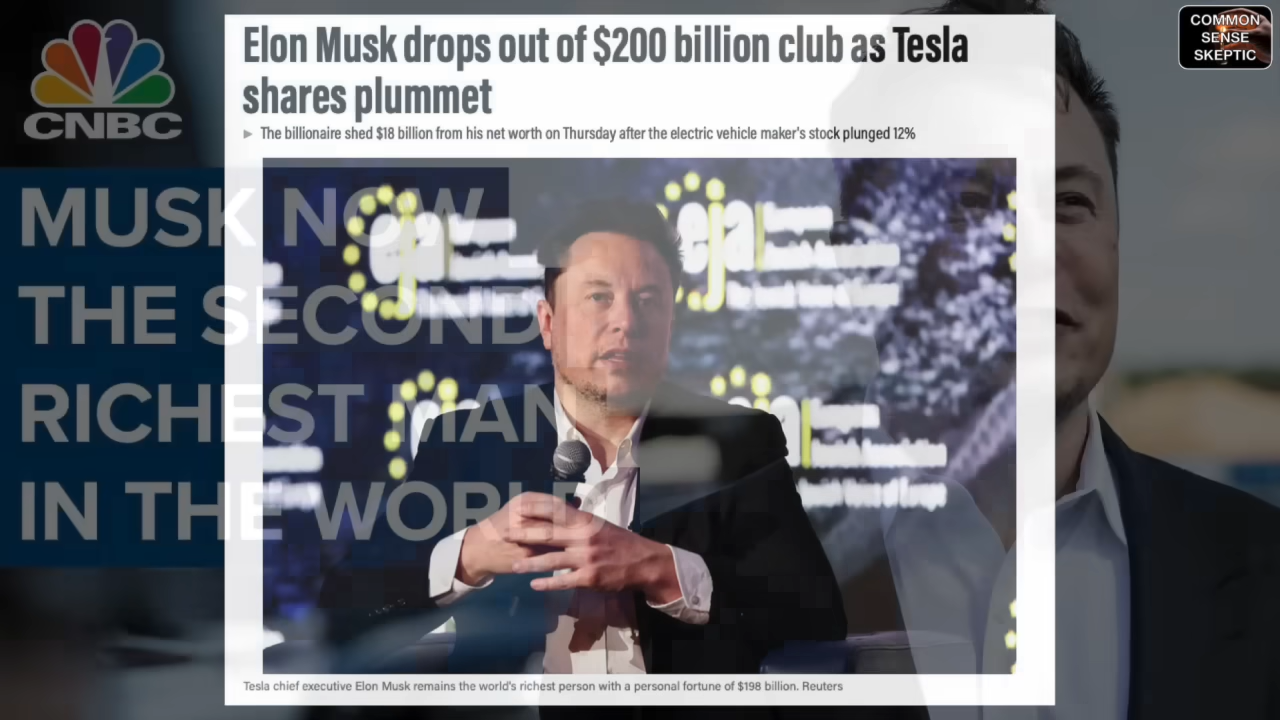 COMMON
SENSE
SKEPTIC
CNBC
MUSK NOW
THE SECOND
RICHEST MAN
IN THE WORLD
Elon Musk drops out of $200 billion club as Tesla
shares plummet
The billionaire shed $18 billion from his net worth on Thursday after the electric vehicle maker's stock plunged 12%
eja
eja
Tesla chief executive Elon Musk remains the world's richest person with a personal fortune of $198 billion. Reuters